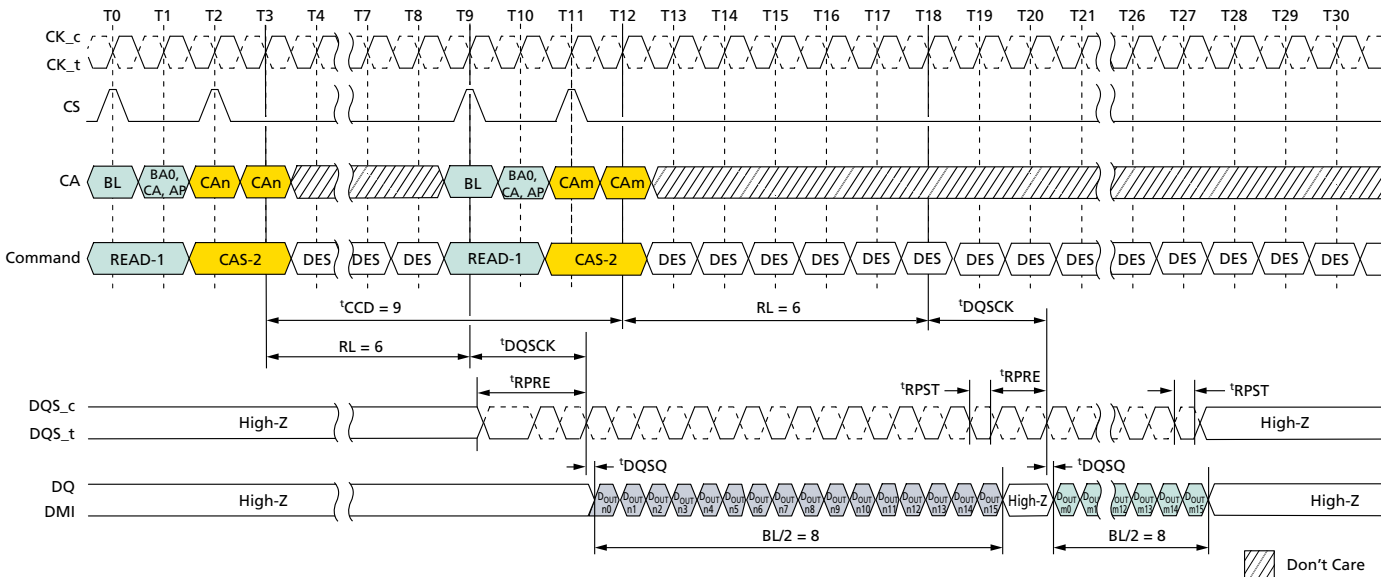 T0 T1 T2 T3 T4 T7 T8 T9 T10 T11 T12 T13 T14 T15 T16 T17 T18 T19 T20 T21 T26 T27 T28 T29 T30
CK_c
CK_t
CS
CA BL BA0, CA, AP CAn CAn BL BA0, CA, AP CAm CAm
Command READ-1 CAS-2 DES DES DES READ-1 CAS-2 DES DES DES DES DES DES DES DES DES DES DES DES DES DES
tCCD = 9 RL = 6 tDQSCK
RL = 6 tDQSCK
tRPRE tRPST tRPRE tRPST
DQS_c
DQS_t
High-Z High-Z
tDQSQ tDQSQ
DQ
DMI
High-Z DOUT n0 DOUT n1 DOUT n2 DOUT n3 DOUT n4 DOUT n5 DOUT n6 DOUT n7 DOUT n8 DOUT n9 DOUT n10 DOUT n11 DOUT n12 DOUT n13 DOUT n14 DOUT n15 High-Z DOUT m0 DOUT m1 DOUT m12 DOUT m13 DOUT m14 DOUT m15 High-Z
BL/2 = 8 BL/2 = 8
Don't Care